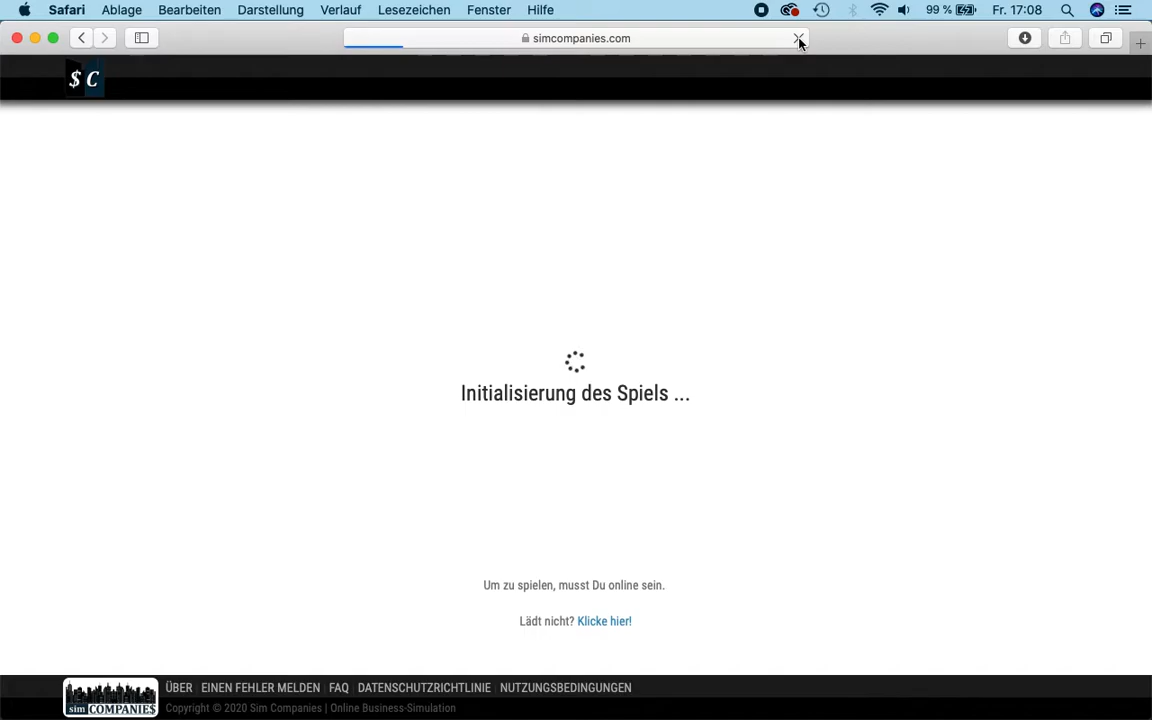 Safari Ablage Bearbeiten Darstellung Verlauf Lesezeichen Fenster Hilfe 99 % Fr. 17:08
simcompanies.com
$ C
Initialisierung des Spiels ...
Um zu spielen, musst Du online sein.
Lädt nicht? Klicke hier!
sim COMPANIE$
ÜBER EINEN FEHLER MELDEN FAQ DATENSCHUTZRICHTLINIE NUTZUNGSBEDINGUNGEN
Copyright © 2020 Sim Companies | Online Business-Simulation